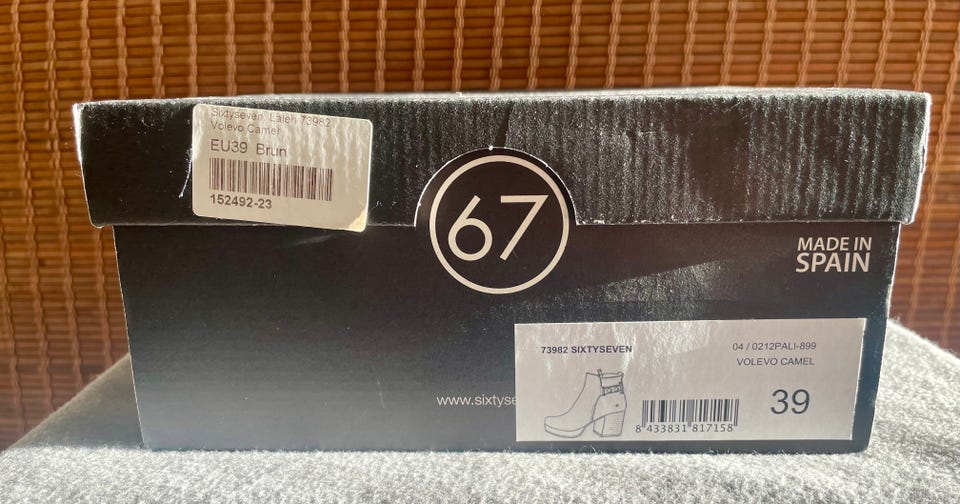 Sixtyseven, Laleh 73982
Volevo Camel
EU39 Brun
152492-23
67
MADE IN
SPAIN
www.sixtyse
73982 SIXTYSEVEN
04 / 0212PALI-899
VOLEVO CAMEL
39
8 433831 817158